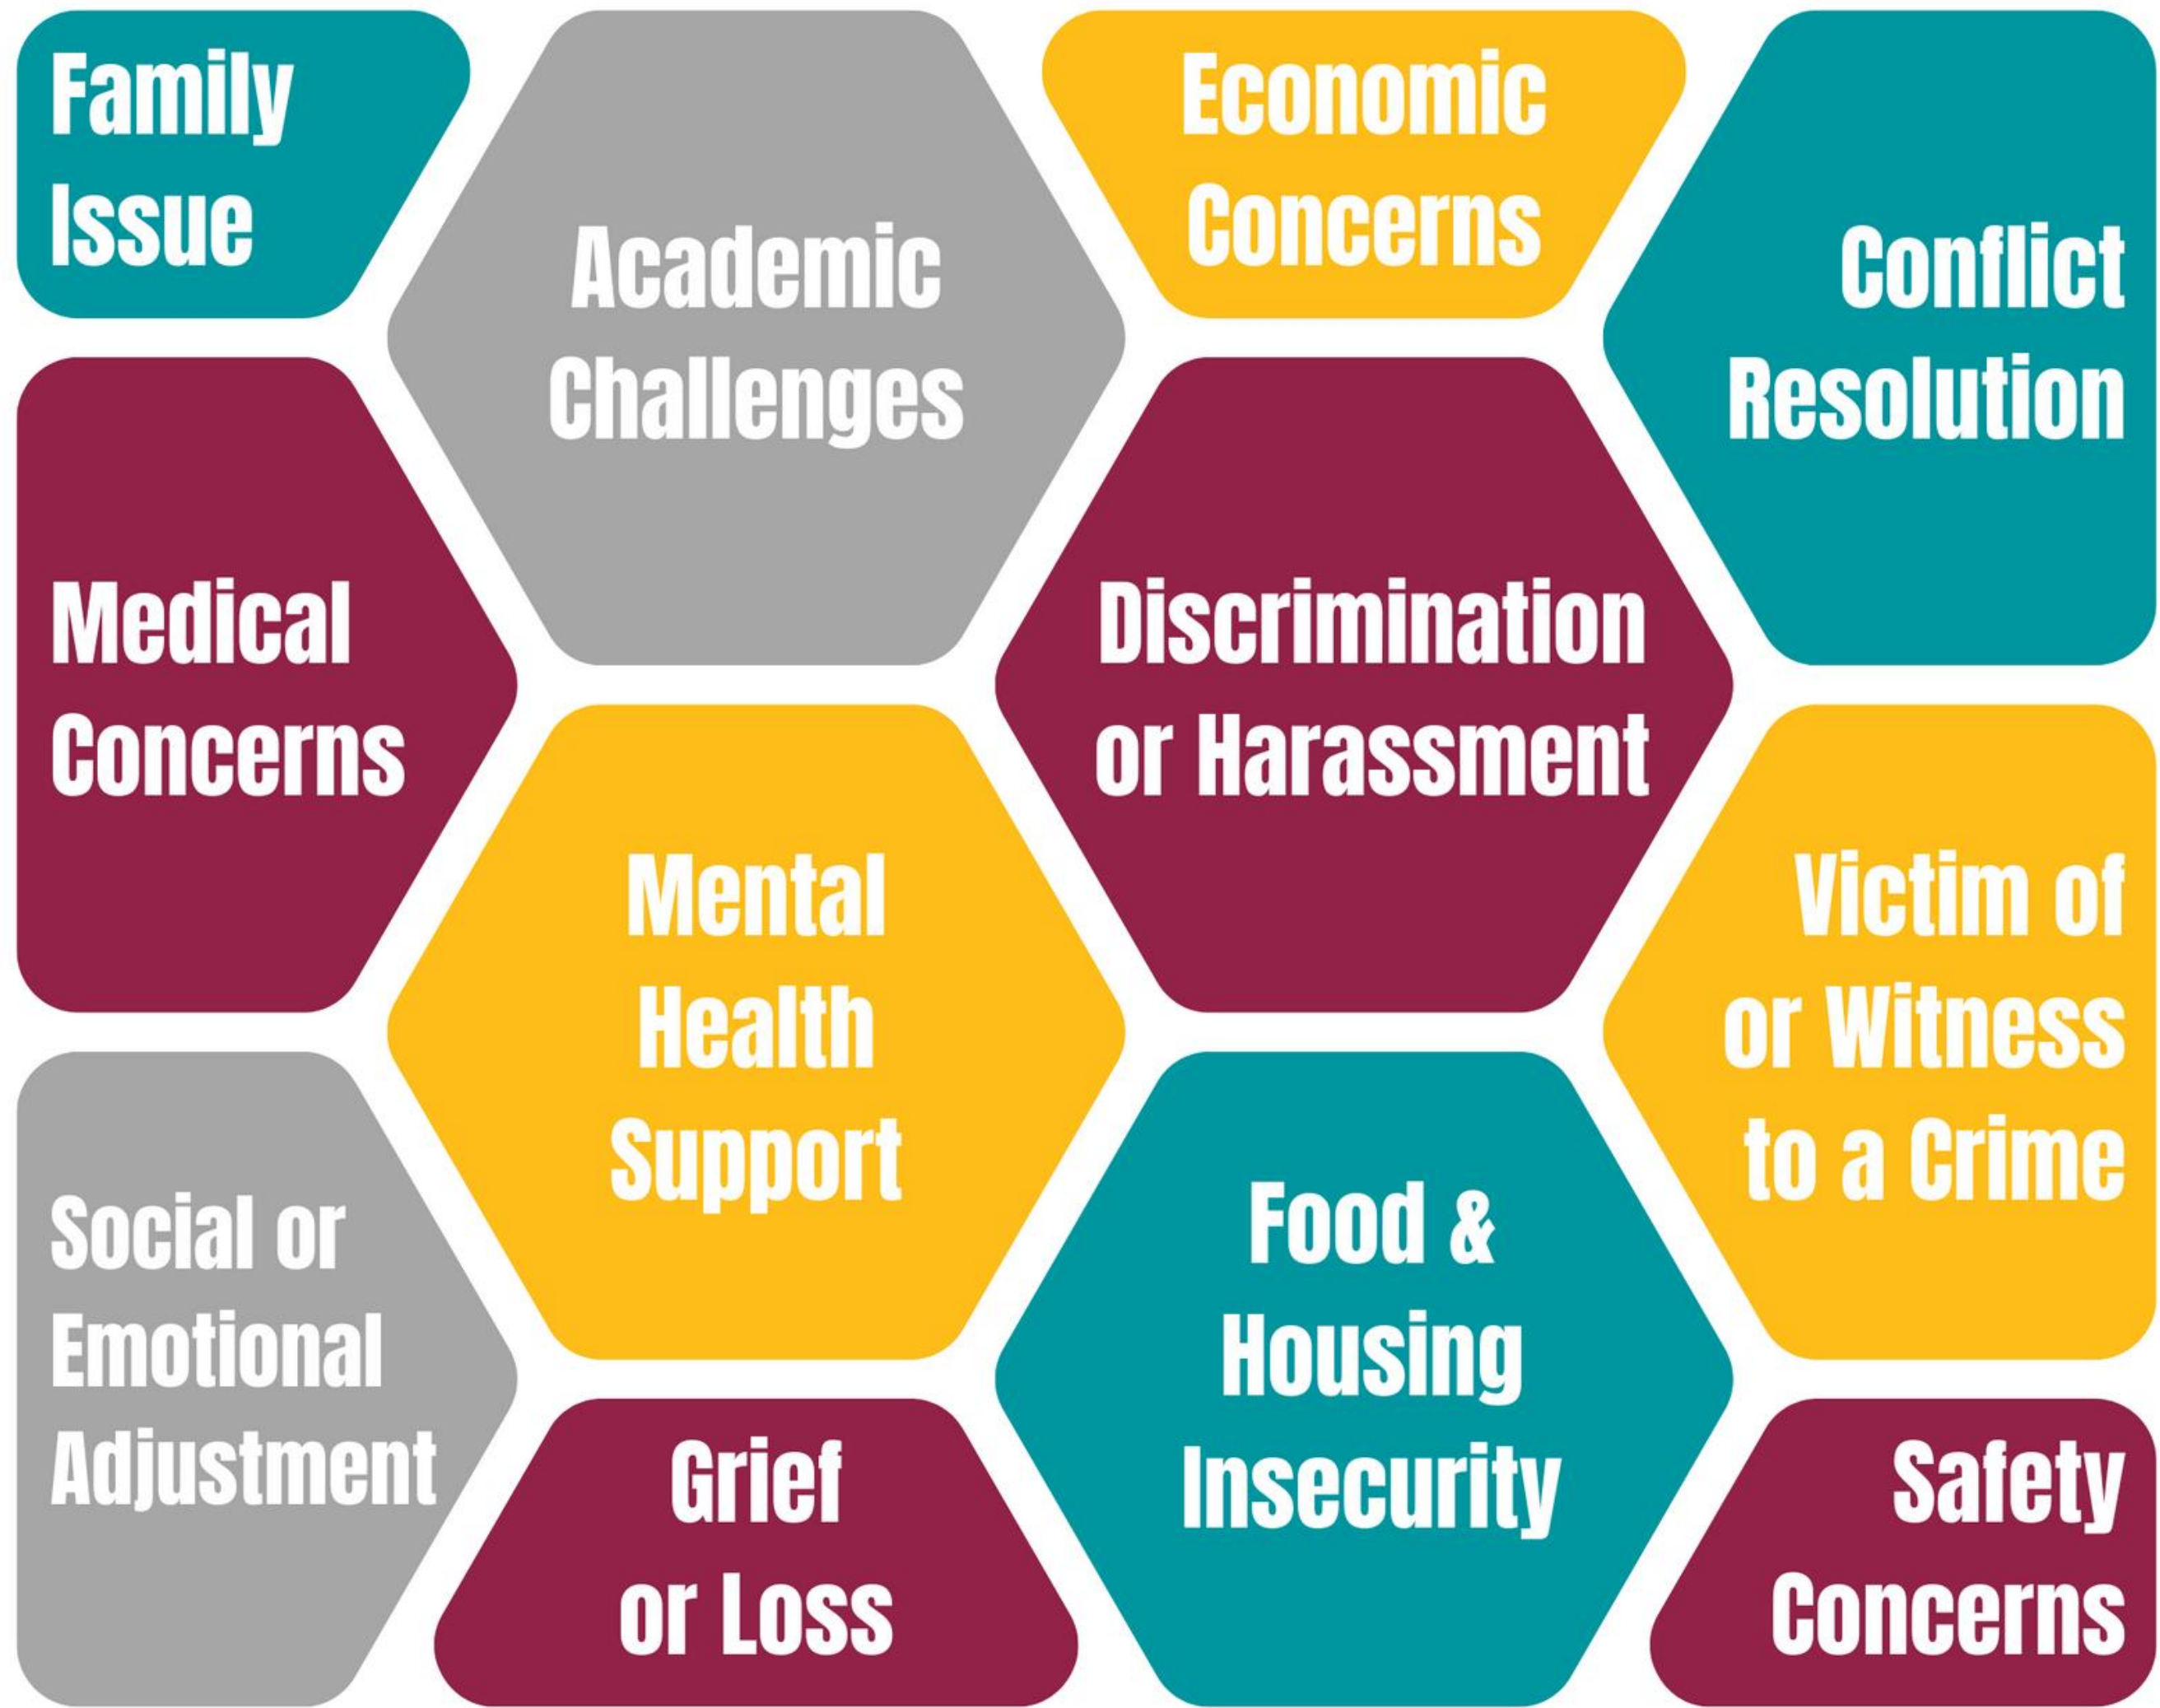 Family
Issue
Academic
Challenges
Economic
Concerns
Conflict
Resolution
Medical
Concerns
Discrimination
or Harassment
Mental
Health
Support
Victim of
or Witness
to a Crime
Social or
Emotional
Adjustment
Food &
Housing
Insecurity
Grief
or Loss
Safety
Concerns